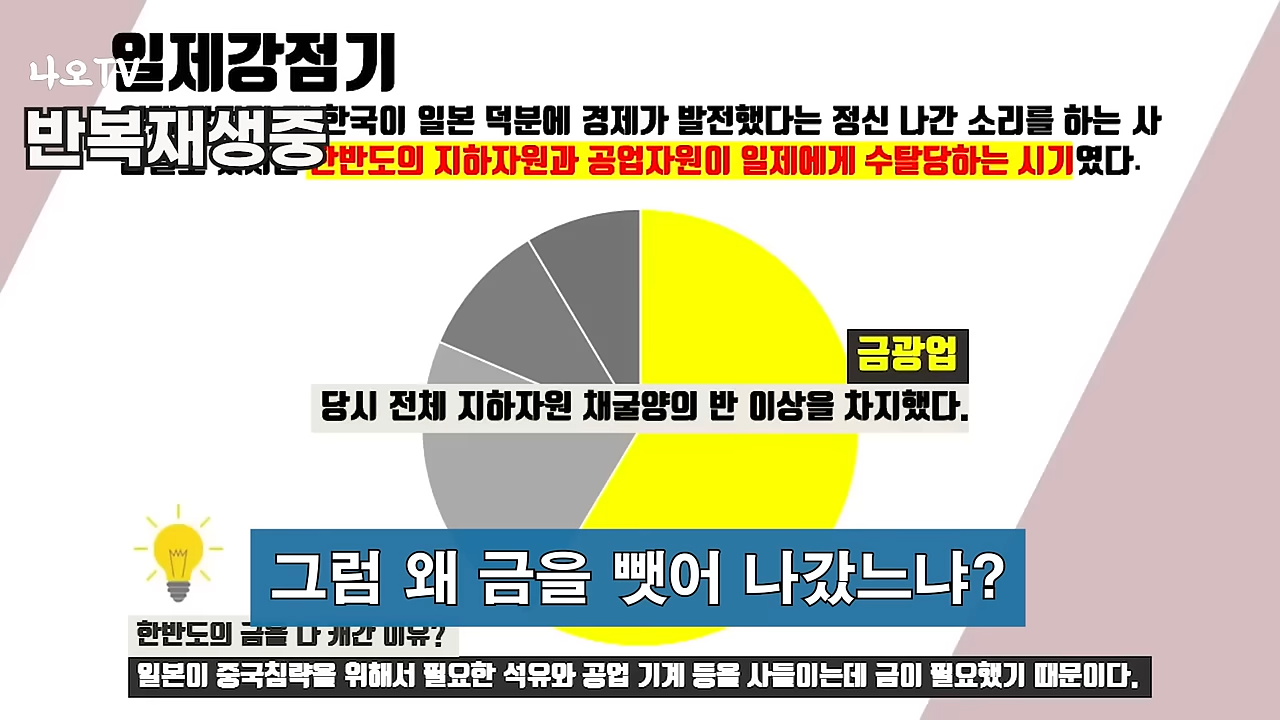 일제강점기
나오TV
반복재생중
한국이 일본 덕분에 경제가 발전했다는 정신 나간 소리를 하는 사
한반도의 지하자원과 공업자원이 일제에게 수탈당하는 시기였다.
금광업
당시 전체 지하자원 채굴양의 반 이상을 차지했다.
그럼 왜 금을 뺏어 나갔느냐?
한반도의 금을 다 캐간 이유?
일본이 중국침략을 위해서 필요한 석유와 공업 기계 등을 사들이는데 금이 필요했기 때문이다.